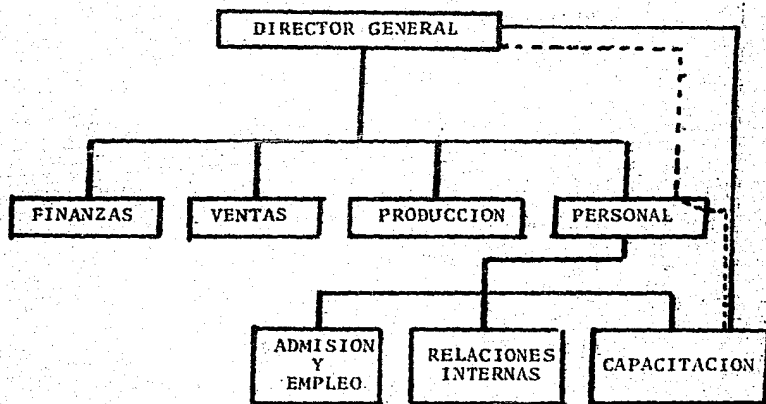 DIRECTOR GENERAL
FINANZAS
VENTAS
PRODUCCION
PERSONAL
ADMISION
Y
EMPLEO
RELACIONES
INTERNAS
CAPACITACION